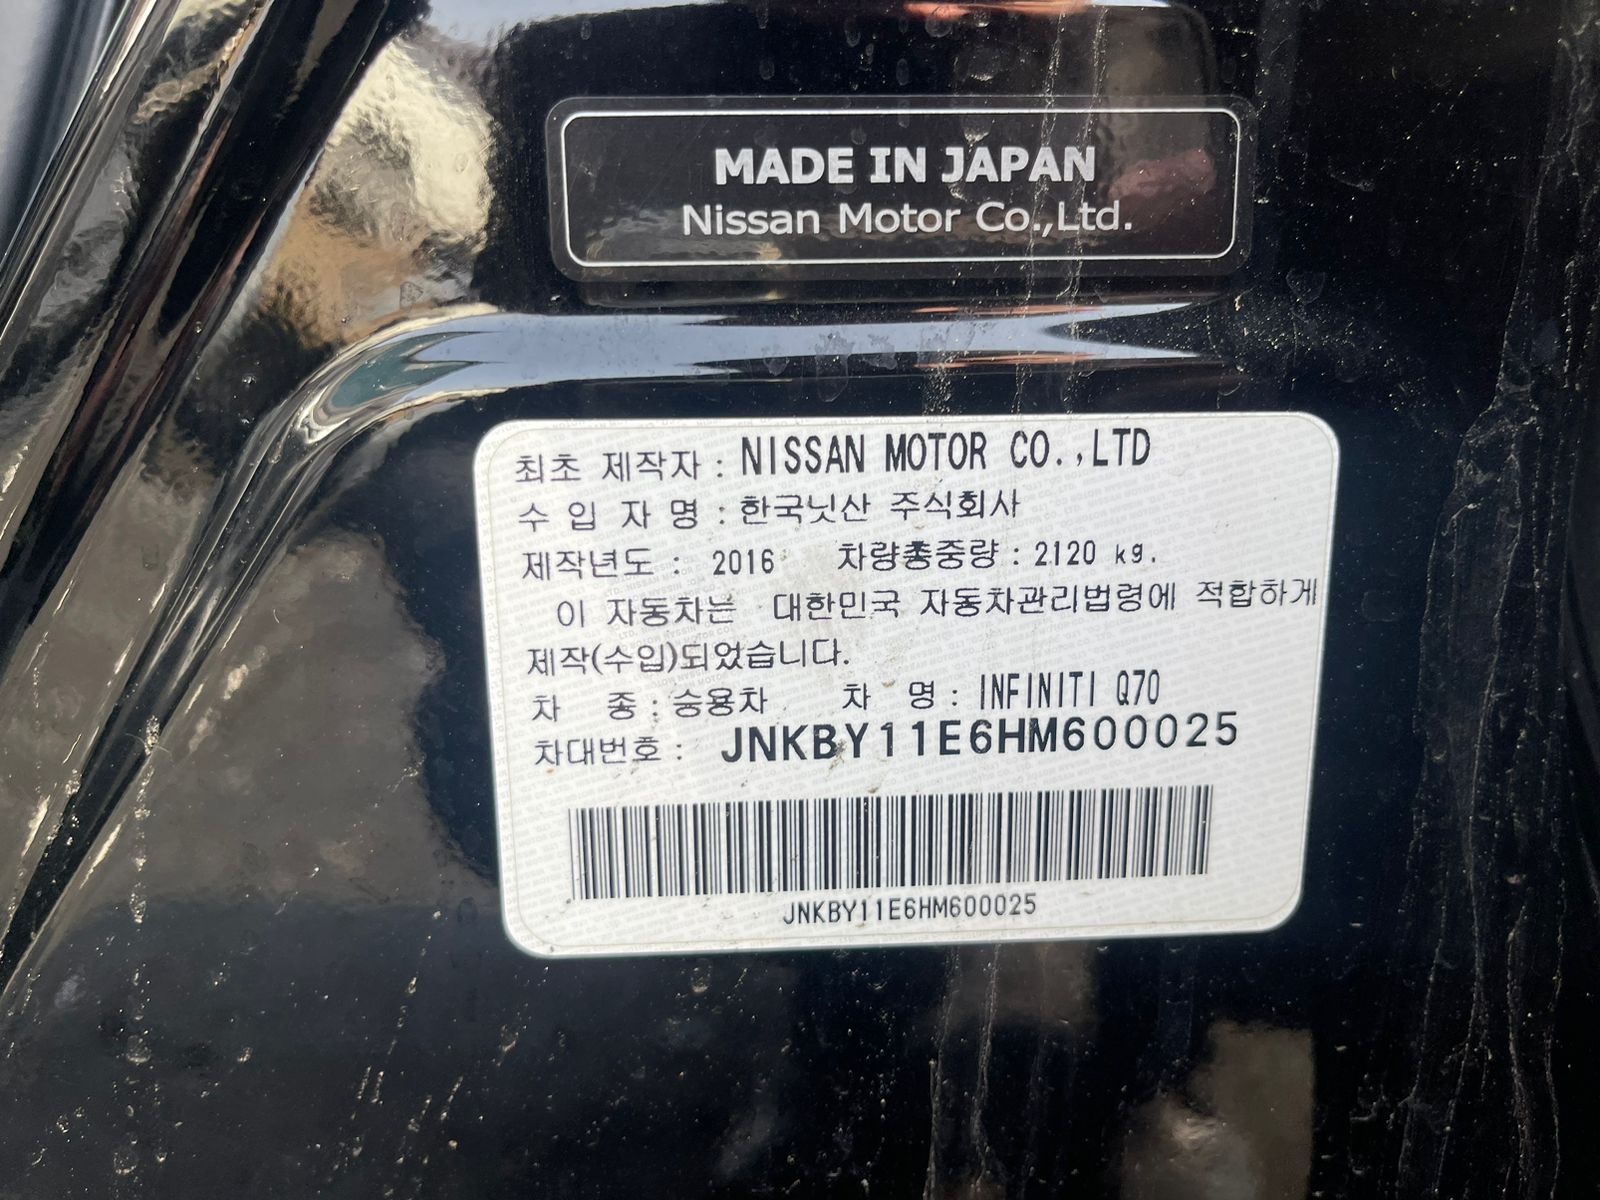 MADE IN JAPAN
Nissan Motor Co.,Ltd.
최초 제작자 : NISSAN MOTOR CO.,LTD
수 입 자 명 : 한국닛산 주식회사
제작년도 : 2016 차량총중량 : 2120 kg.
이 자동차는 대한민국 자동차관리법령에 적합하게
제작(수입)되었습니다.
차 종 : 승용차 차 명 : INFINITI Q70
차대번호 : JNKBY11E6HM600025
JNKBY11E6HM600025